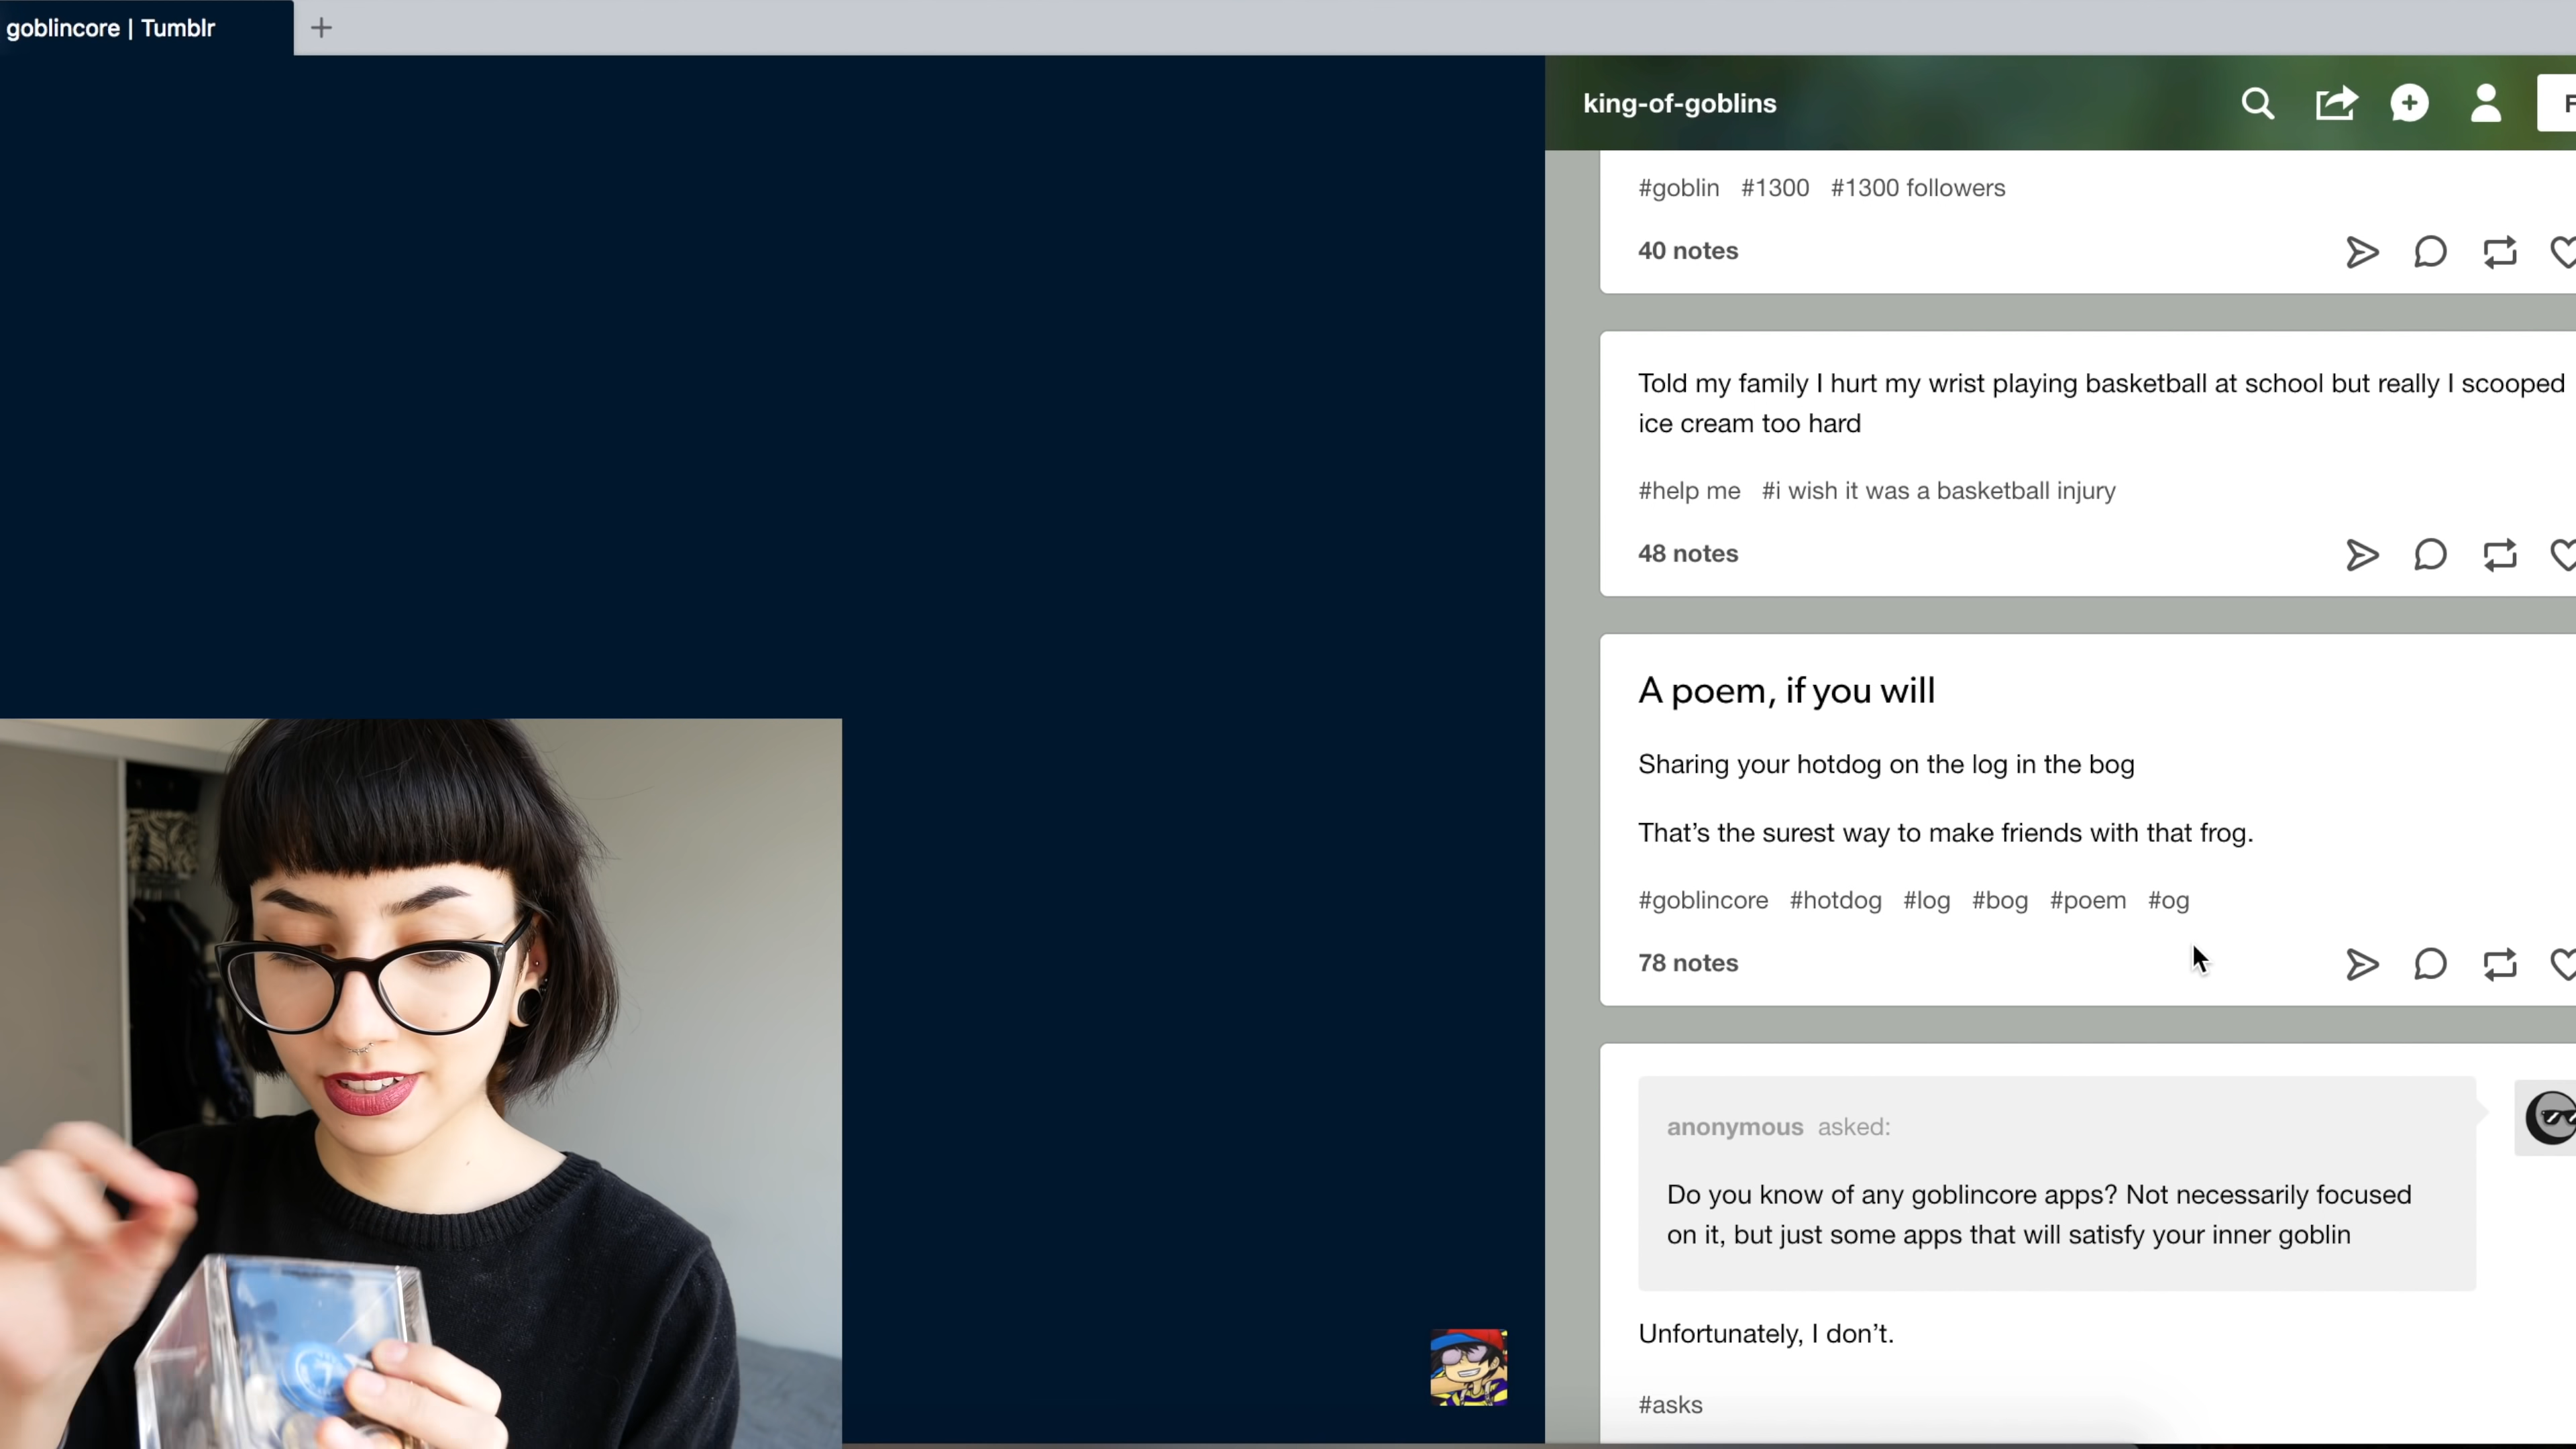 goblincore | Tumblr
king-of-goblins
F
#goblin #1300 #1300 followers
40 notes
Told my family I hurt my wrist playing basketball at school but really I scooped
ice cream too hard
#help me #i wish it was a basketball injury
48 notes
A poem, if you will
Sharing your hotdog on the log in the bog
That’s the surest way to make friends with that frog.
#goblincore #hotdog #log #bog #poem #og
78 notes
anonymous asked:
Do you know of any goblincore apps? Not necessarily focused
on it, but just some apps that will satisfy your inner goblin
Unfortunately, I don’t.
#asks